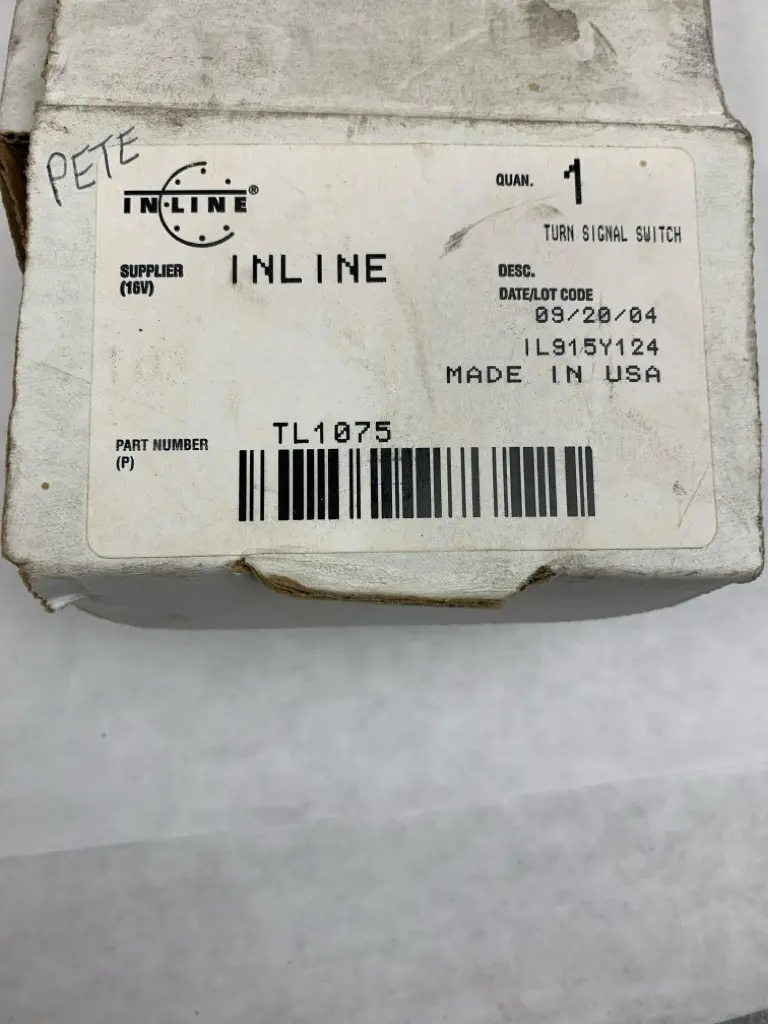 PETE
IN·LINE®
QUAN. 1
TURN SIGNAL SWITCH
SUPPLIER INLINE
(16V)
DESC.
DATE/LOT CODE
09/20/04
IL915Y124
MADE IN USA
PART NUMBER TL1075
(P)